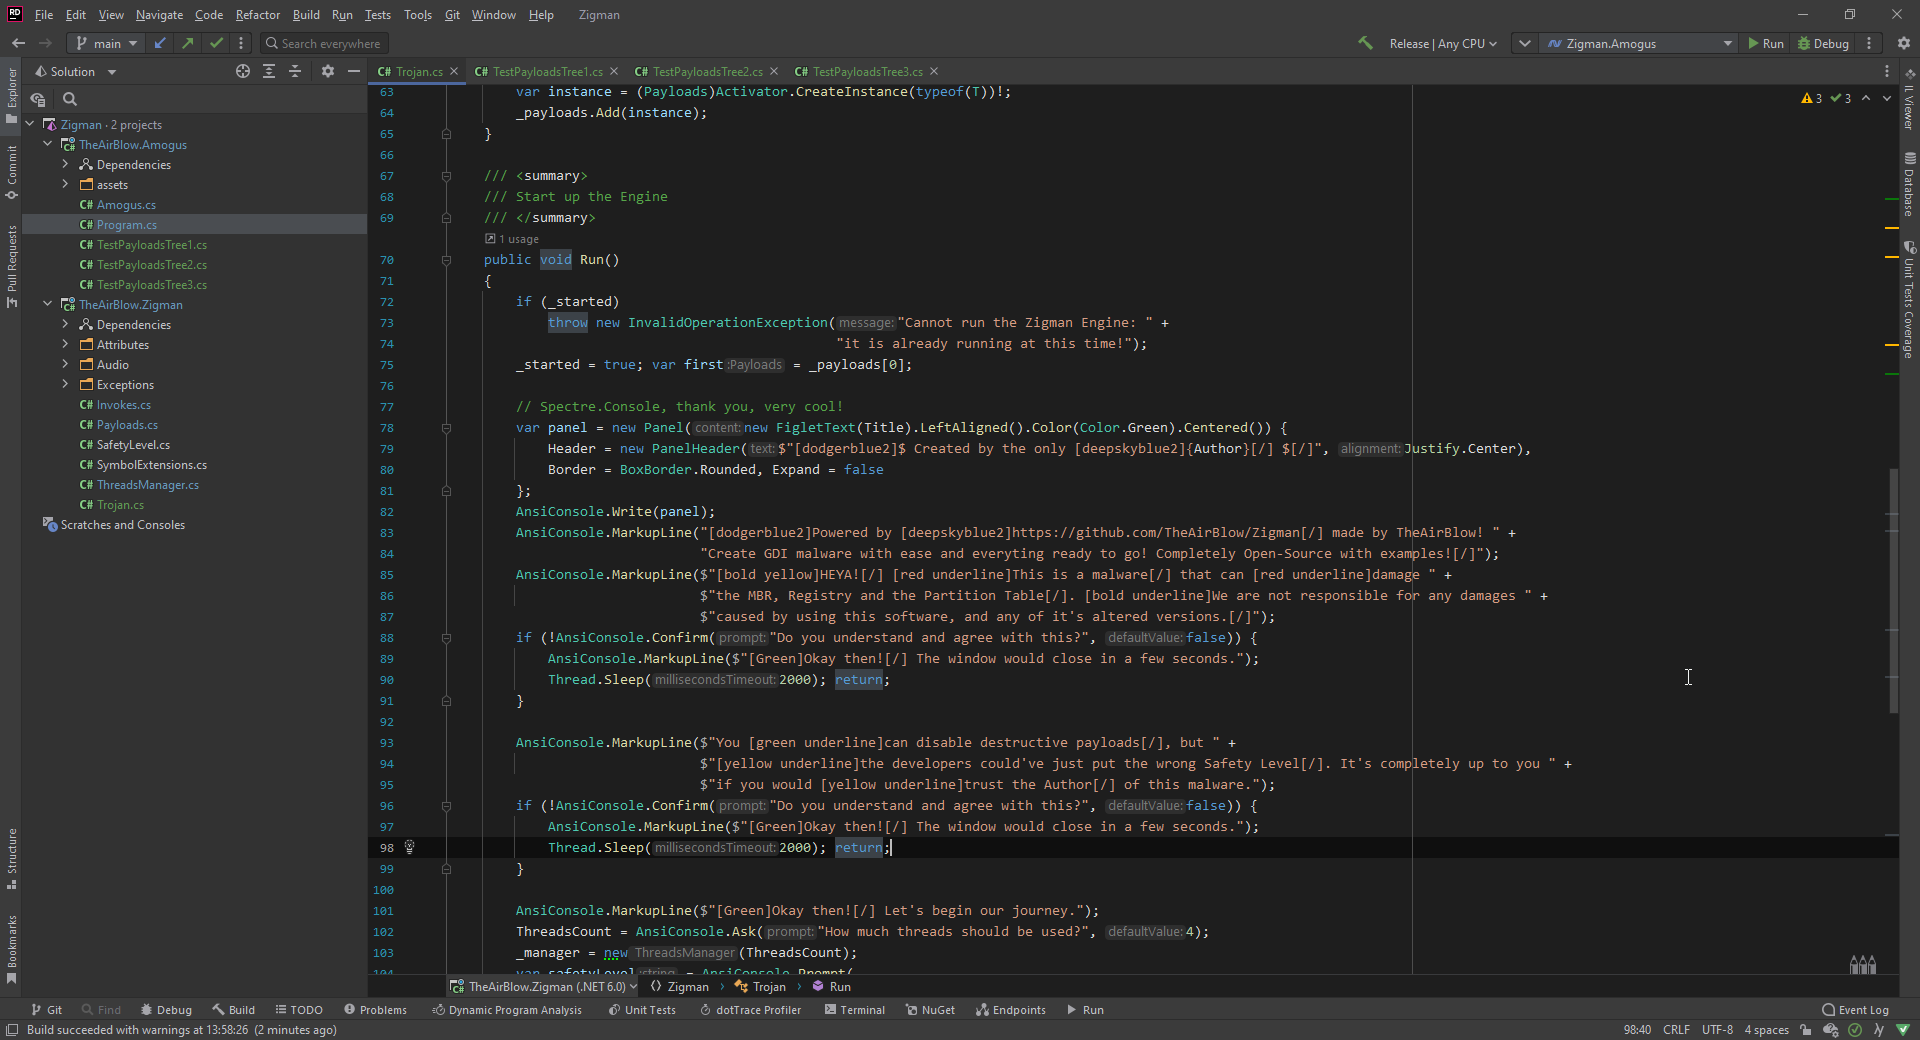 File Edit View Navigate Code Refactor Build Run Tests Tools Git Window Help Zigman
main Search everywhere Release | Any CPU Zigman.Amogus Run Debug
Solution Trojan.cs TestPayloadsTree1.cs TestPayloadsTree2.cs TestPayloadsTree3.cs
Explorer
Commit
Pull Requests
Structure
Bookmarks
Zigman · 2 projects
TheAirBlow.Amogus
Dependencies
assets
C# Amogus.cs
C# Program.cs
C# TestPayloadsTree1.cs
C# TestPayloadsTree2.cs
C# TestPayloadsTree3.cs
TheAirBlow.Zigman
Dependencies
Attributes
Audio
Exceptions
C# Invokes.cs
C# Payloads.cs
C# SafetyLevel.cs
C# SymbolExtensions.cs
C# ThreadsManager.cs
C# Trojan.cs
Scratches and Consoles
3 3
63 var instance = (Payloads)Activator.CreateInstance(typeof(T))!;
64 _payloads.Add(instance);
65 }
66
67 /// <summary>
68 /// Start up the Engine
69 /// </summary>
1 usage
70 public void Run()
71 {
72 if (_started)
73 throw new InvalidOperationException( message: "Cannot run the Zigman Engine: " +
74 "it is already running at this time!");
75 _started = true; var first :Payloads = _payloads[0];
76
77 // Spectre.Console, thank you, very cool!
78 var panel = new Panel( content: new FigletText(Title).LeftAligned().Color(Color.Green).Centered()) {
79 Header = new PanelHeader( text: $"[dodgerblue2]$ Created by the only [deepskyblue2]{Author}[/] $[/]", alignment: Justify.Center),
80 Border = BoxBorder.Rounded, Expand = false
81 };
82 AnsiConsole.Write(panel);
83 AnsiConsole.MarkupLine("[dodgerblue2]Powered by [deepskyblue2]https://github.com/TheAirBlow/Zigman[/] made by TheAirBlow! " +
84 "Create GDI malware with ease and everyting ready to go! Completely Open-Source with examples![/]");
85 AnsiConsole.MarkupLine($"[bold yellow]HEYA![/] [red underline]This is a malware[/] that can [red underline]damage " +
86 $"the MBR, Registry and the Partition Table[/]. [bold underline]We are not responsible for any damages " +
87 $"caused by using this software, and any of it's altered versions.[/]");
88 if (!AnsiConsole.Confirm( prompt: "Do you understand and agree with this?", defaultValue: false)) {
89 AnsiConsole.MarkupLine($"[Green]Okay then![/] The window would close in a few seconds.");
90 Thread.Sleep( millisecondsTimeout: 2000); return;
91 }
92
93 AnsiConsole.MarkupLine($"You [green underline]can disable destructive payloads[/], but " +
94 $"[yellow underline]the developers could've just put the wrong Safety Level[/]. It's completely up to you " +
95 $"if you would [yellow underline]trust the Author[/] of this malware.");
96 if (!AnsiConsole.Confirm( prompt: "Do you understand and agree with this?", defaultValue: false)) {
97 AnsiConsole.MarkupLine($"[Green]Okay then![/] The window would close in a few seconds.");
98 Thread.Sleep( millisecondsTimeout: 2000); return;
99 }
100
101 AnsiConsole.MarkupLine($"[Green]Okay then![/] Let's begin our journey.");
102 ThreadsCount = AnsiConsole.Ask( prompt: "How much threads should be used?", defaultValue: 4);
103 _manager = new ThreadsManager (ThreadsCount);
104 var safetyLevel :string = AnsiConsole.Prompt(
IL Viewer
Database
Unit Tests Coverage
TheAirBlow.Zigman (.NET 6.0) Zigman Trojan Run
Git Find Debug Build TODO Problems Dynamic Program Analysis Unit Tests dotTrace Profiler Terminal NuGet Endpoints Run Event Log
Build succeeded with warnings at 13:58:26 (2 minutes ago) 98:40 CRLF UTF-8 4 spaces